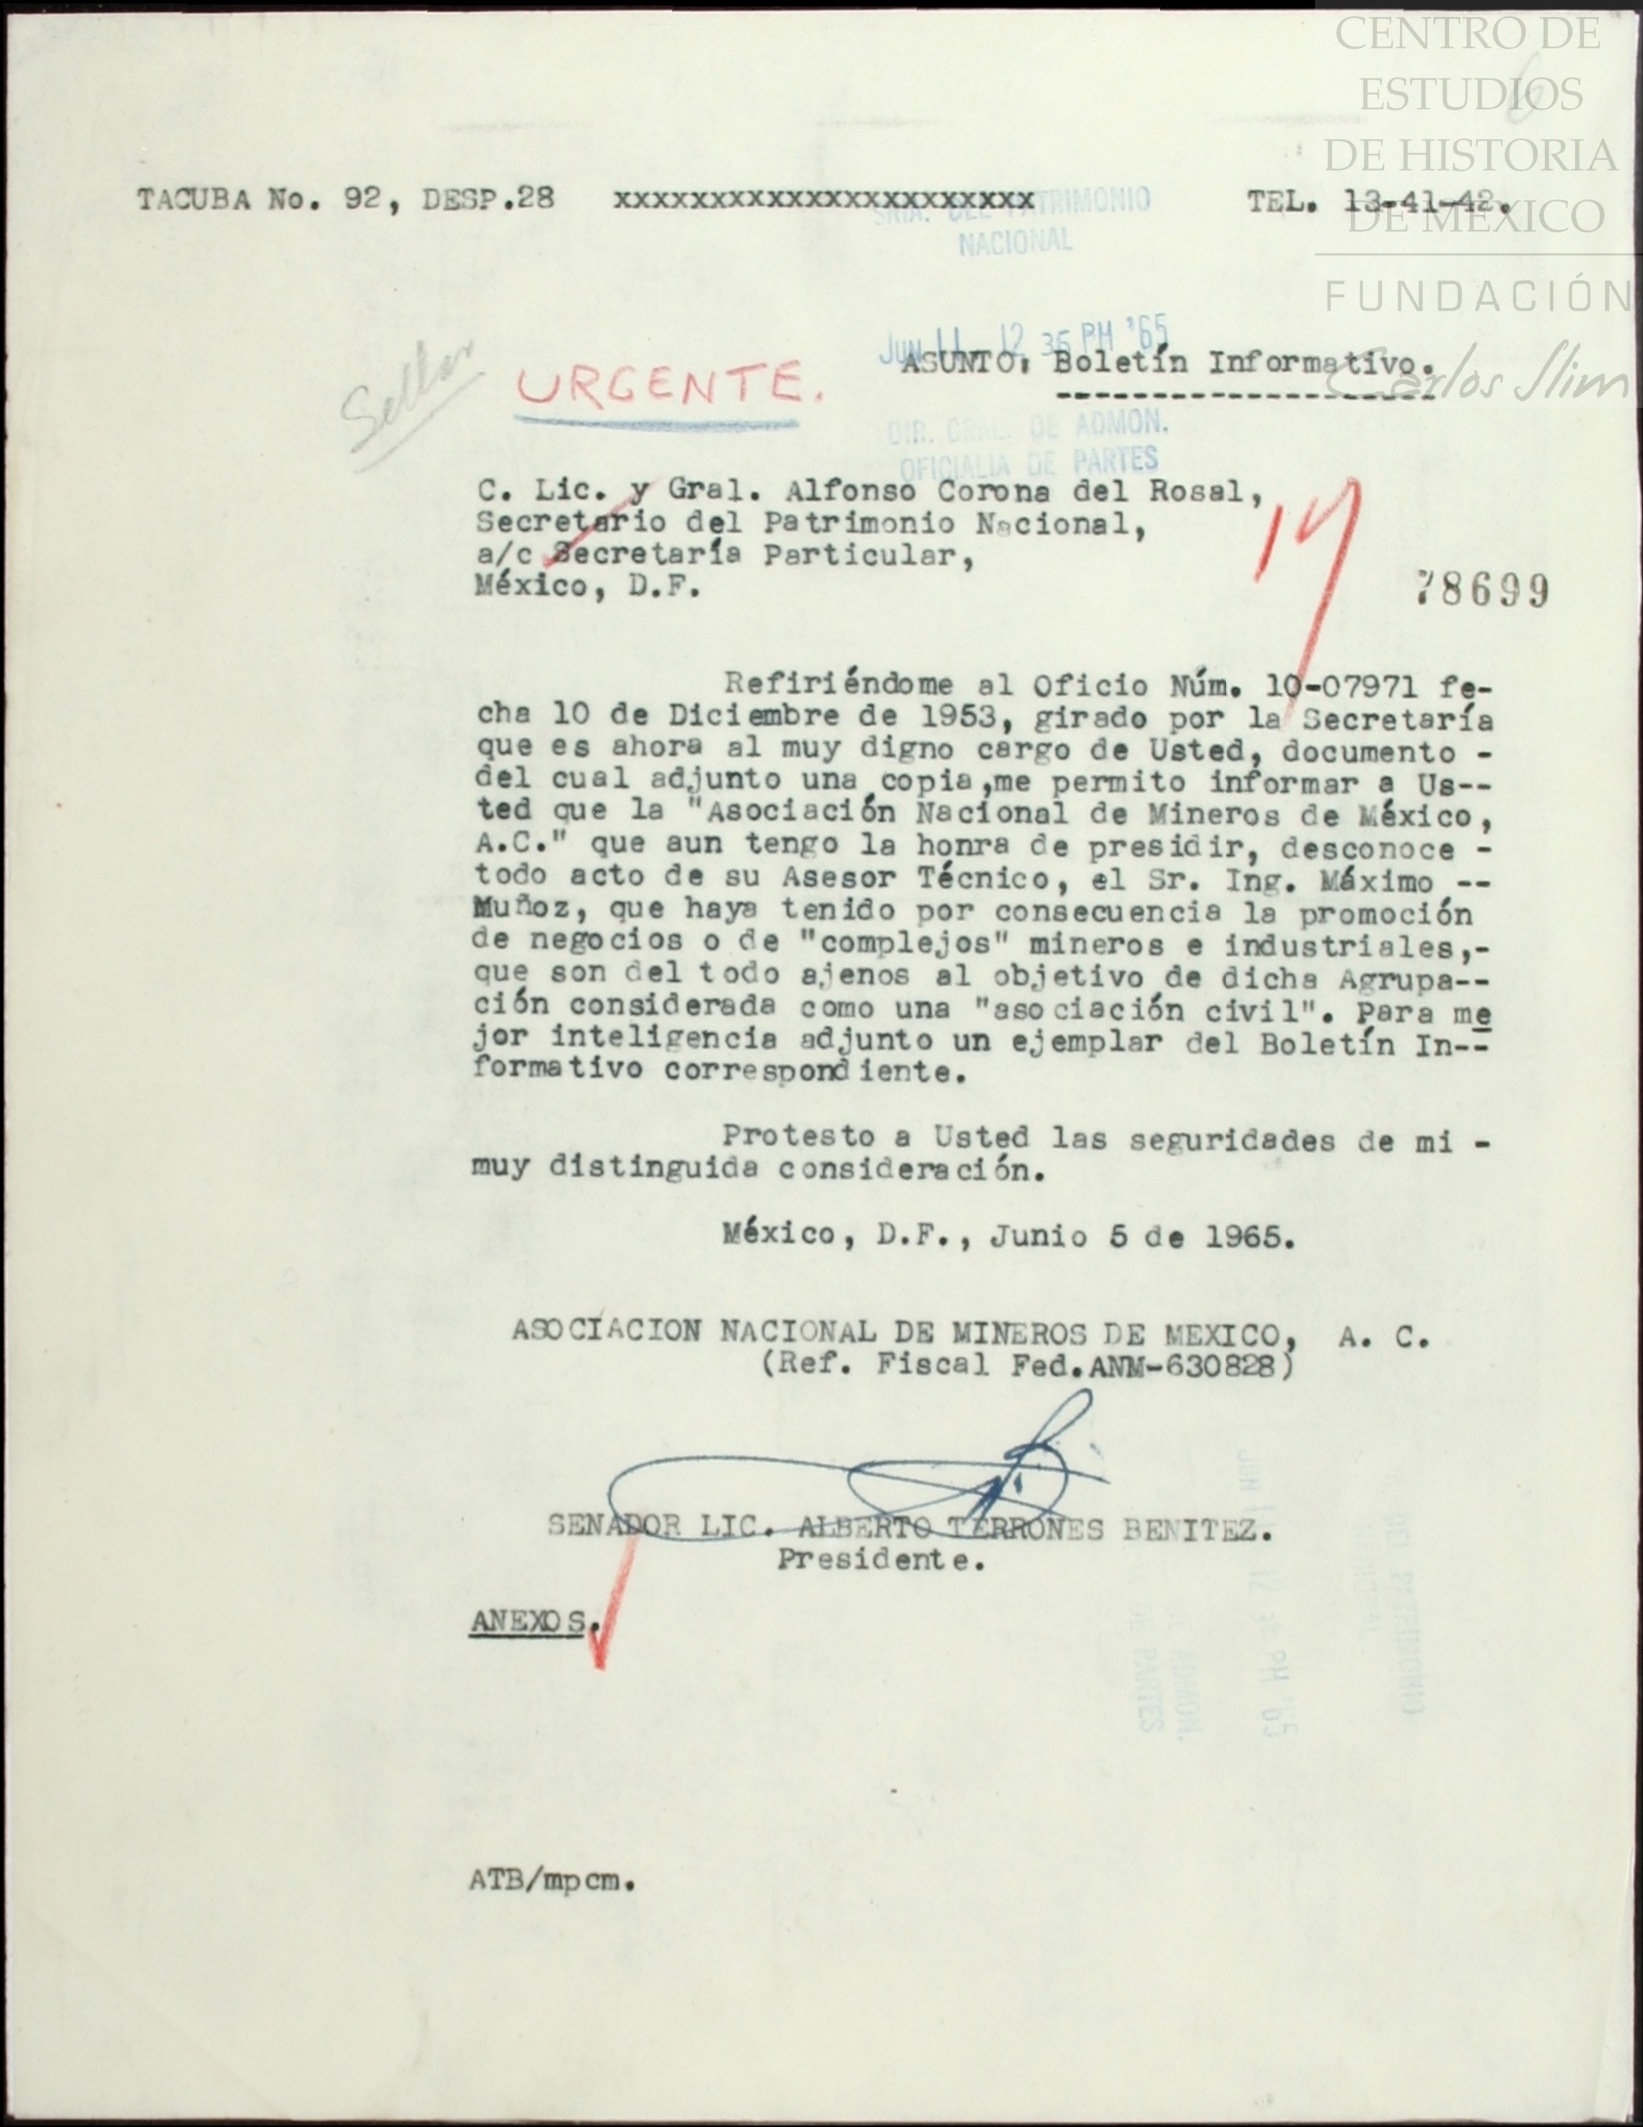 CENTRO DE
ESTUDIOS
DE HISTORIA
DE MÉXICO
FUNDACIÓN
Carlos Slim
TACUBA No. 92, DESP.28 xxxxxxxxxxxxxxxxxxxxxx TEL. 13-41-42.
SRIA. DEL PATRIMONIO
NACIONAL
JUN 11 12 36 PM '65
Sellar
URGENTE.
ASUNTO: Boletín Informativo.
DIR. GRAL. DE ADMON.
OFICIALIA DE PARTES
C. Lic. y Gral. Alfonso Corona del Rosal,
Secretario del Patrimonio Nacional,
a/c Secretaría Particular,
México, D.F.
78699
Refiriéndome al Oficio Núm. 10-07971 fe-
cha 10 de Diciembre de 1953, girado por la Secretaría
que es ahora al muy digno cargo de Usted, documento -
del cual adjunto una copia,me permito informar a Us--
ted que la "Asociación Nacional de Mineros de México,
A.C." que aun tengo la honra de presidir, desconoce -
todo acto de su Asesor Técnico, el Sr. Ing. Máximo --
Muñoz, que haya tenido por consecuencia la promoción
de negocios o de "complejos" mineros e industriales,-
que son del todo ajenos al objetivo de dicha Agrupa--
ción considerada como una "asociación civil". Para me
jor inteligencia adjunto un ejemplar del Boletín In--
formativo correspondiente.
Protesto a Usted las seguridades de mi -
muy distinguida consideración.
México, D.F., Junio 5 de 1965.
ASOCIACION NACIONAL DE MINEROS DE MEXICO, A. C.
(Ref. Fiscal Fed.ANM-630828)
SENADOR LIC. ALBERTO TERRONES BENITEZ.
Presidente.
ANEXOS.
ATB/mpcm.